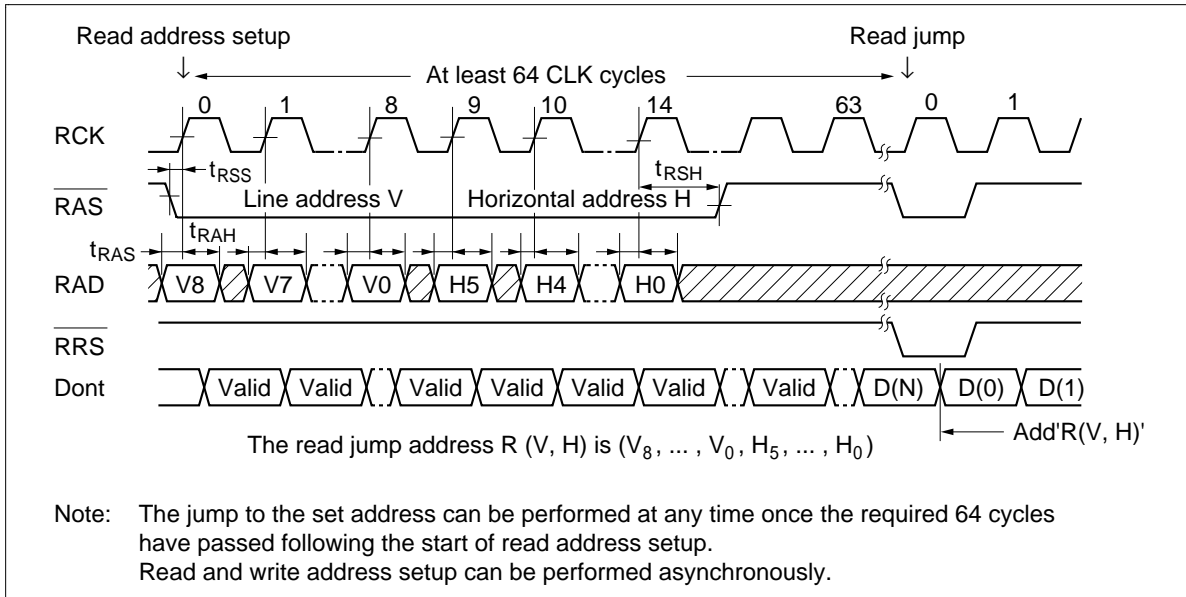 Read address setup Read jump
At least 64 CLK cycles
0 1 8 9 10 14 63 0 1
RCK
tRSS tRSH
RAS Line address V Horizontal address H
tRAS tRAH
RAD V8 V7 V0 H5 H4 H0
RRS
Dont Valid Valid Valid Valid Valid Valid Valid D(N) D(0) D(1)
Add'R(V, H)'
The read jump address R (V, H) is (V8, ... , V0, H5, ... , H0)
Note: The jump to the set address can be performed at any time once the required 64 cycles
have passed following the start of read address setup.
Read and write address setup can be performed asynchronously.